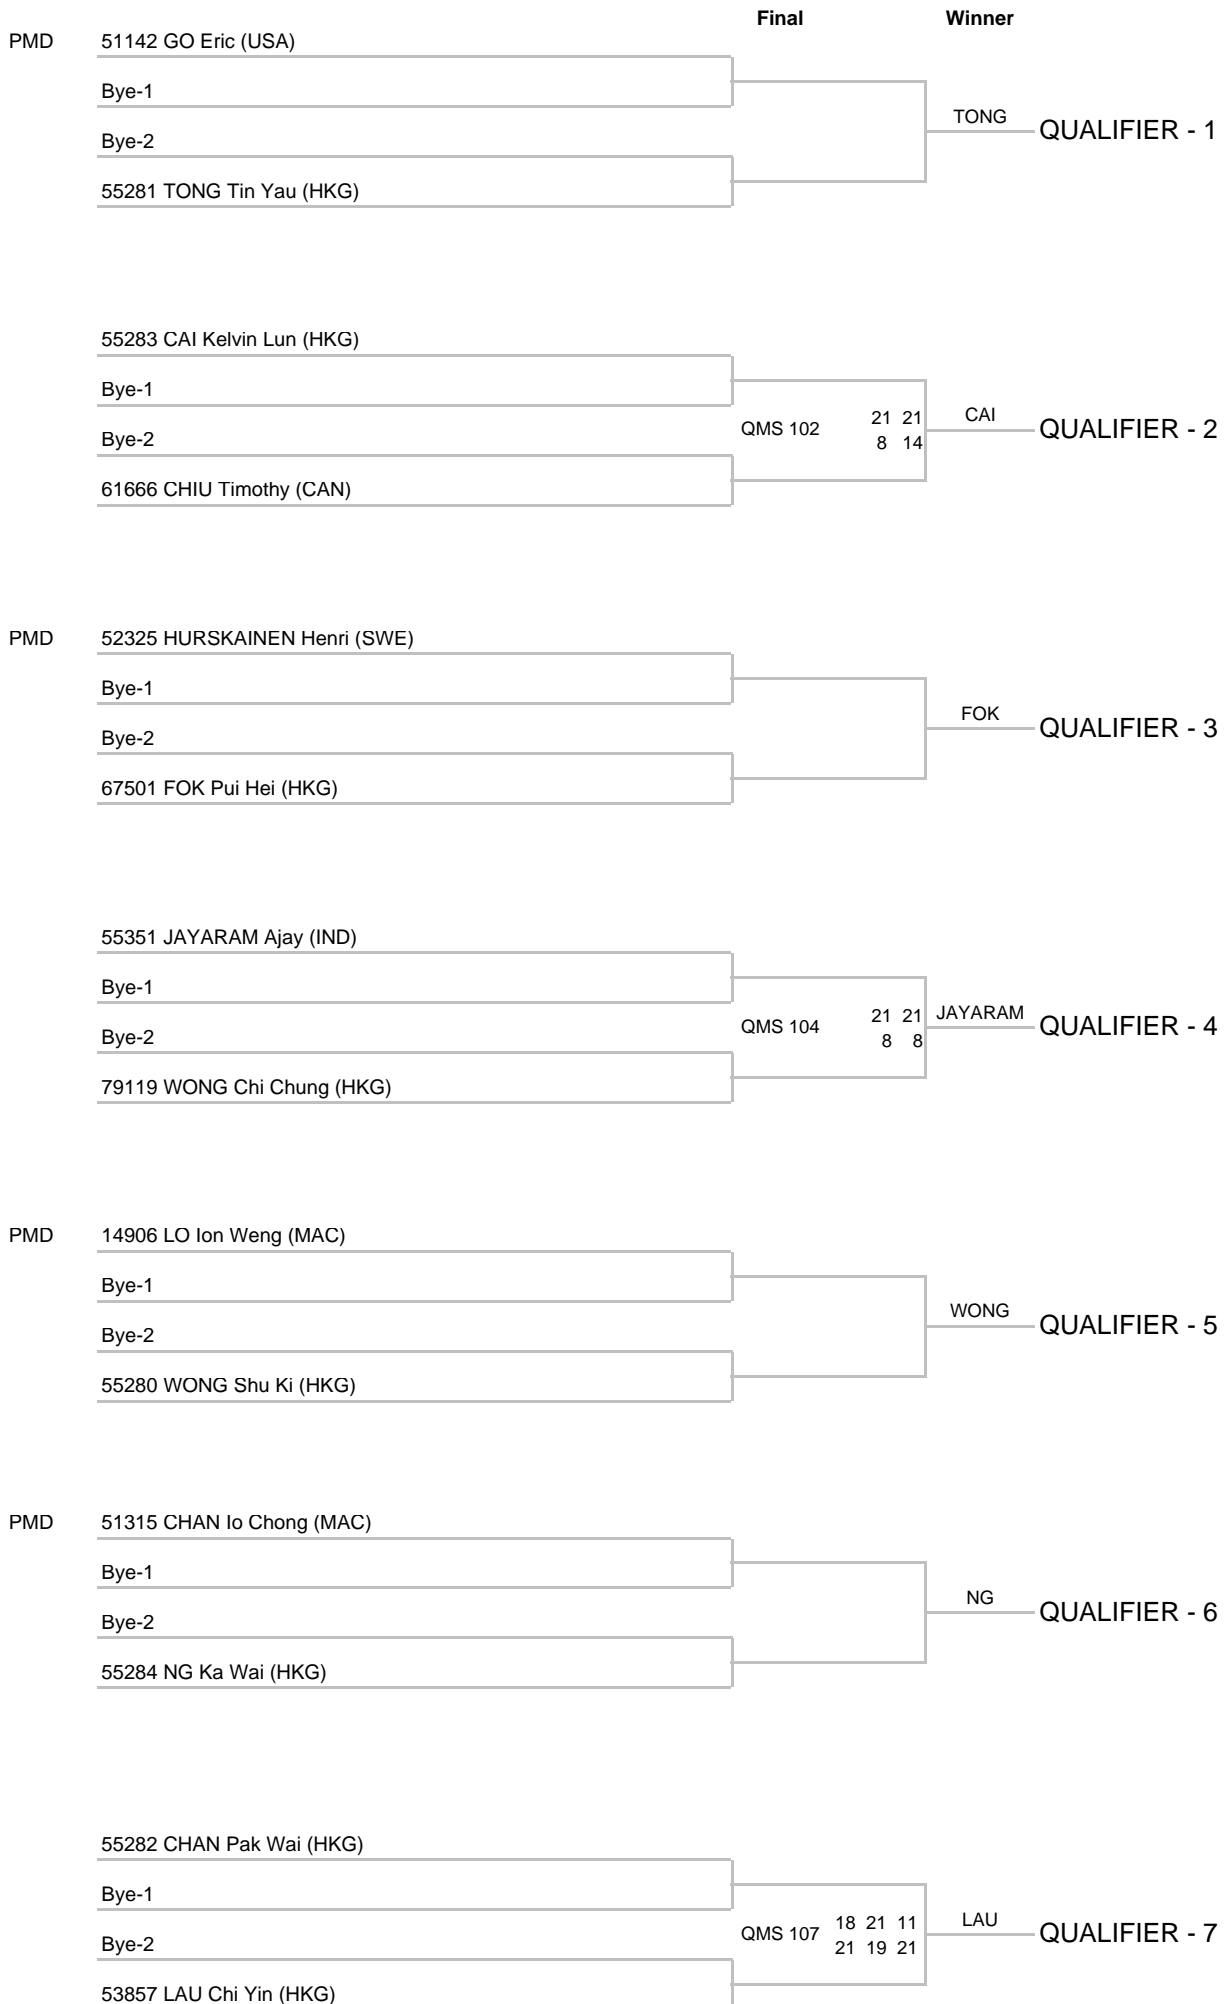 Final Winner
PMD 51142 GO Eric (USA)
Bye-1
TONG QUALIFIER - 1
Bye-2
55281 TONG Tin Yau (HKG)
55283 CAI Kelvin Lun (HKG)
Bye-1
QMS 102 21 21 CAI QUALIFIER - 2
Bye-2 8 14
61666 CHIU Timothy (CAN)
PMD 52325 HURSKAINEN Henri (SWE)
Bye-1
FOK QUALIFIER - 3
Bye-2
67501 FOK Pui Hei (HKG)
55351 JAYARAM Ajay (IND)
Bye-1
QMS 104 21 21 JAYARAM QUALIFIER - 4
Bye-2 8 8
79119 WONG Chi Chung (HKG)
PMD 14906 LO Ion Weng (MAC)
Bye-1
WONG QUALIFIER - 5
Bye-2
55280 WONG Shu Ki (HKG)
PMD 51315 CHAN Io Chong (MAC)
Bye-1
NG QUALIFIER - 6
Bye-2
55284 NG Ka Wai (HKG)
55282 CHAN Pak Wai (HKG)
Bye-1
QMS 107 18 21 11 LAU QUALIFIER - 7
Bye-2 21 19 21
53857 LAU Chi Yin (HKG)